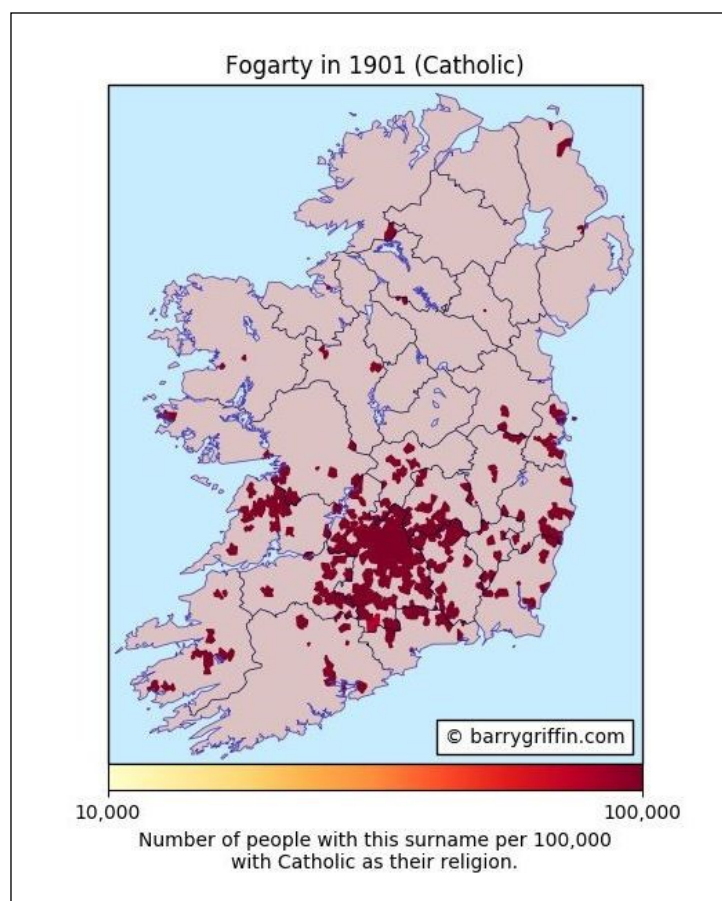 Fogarty in 1901 (Catholic)
© barrygriffin.com
10,000
100,000
Number of people with this surname per 100,000
with Catholic as their religion.